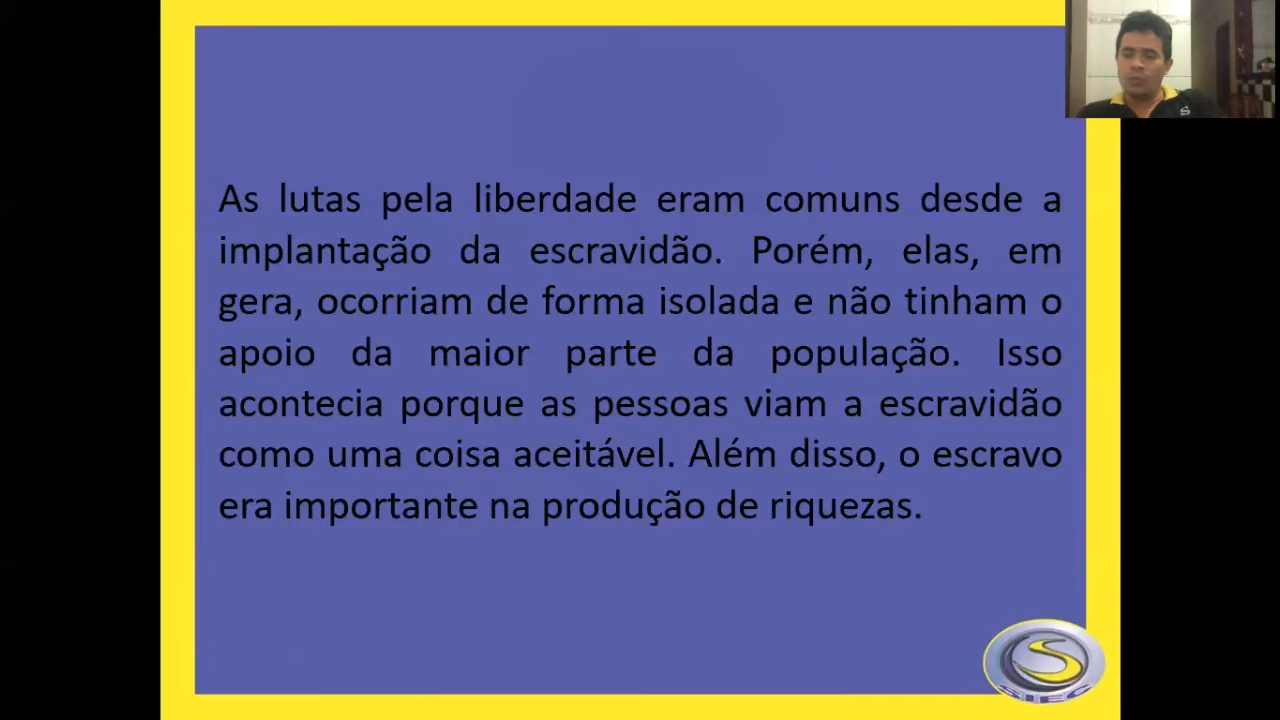 As lutas pela liberdade eram comuns desde a
implantação da escravidão. Porém, elas, em
gera, ocorriam de forma isolada e não tinham o
apoio da maior parte da população. Isso
acontecia porque as pessoas viam a escravidão
como uma coisa aceitável. Além disso, o escravo
era importante na produção de riquezas.